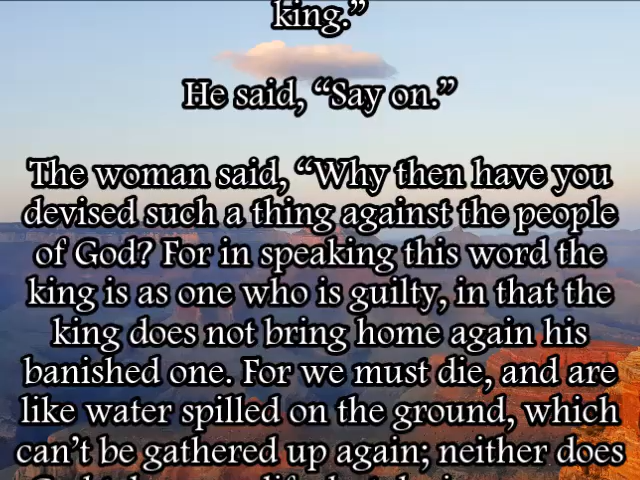 king.”
He said, “Say on.”
The woman said, “Why then have you
devised such a thing against the people
of God? For in speaking this word the
king is as one who is guilty, in that the
king does not bring home again his
banished one. For we must die, and are
like water spilled on the ground, which
can’t be gathered up again; neither does